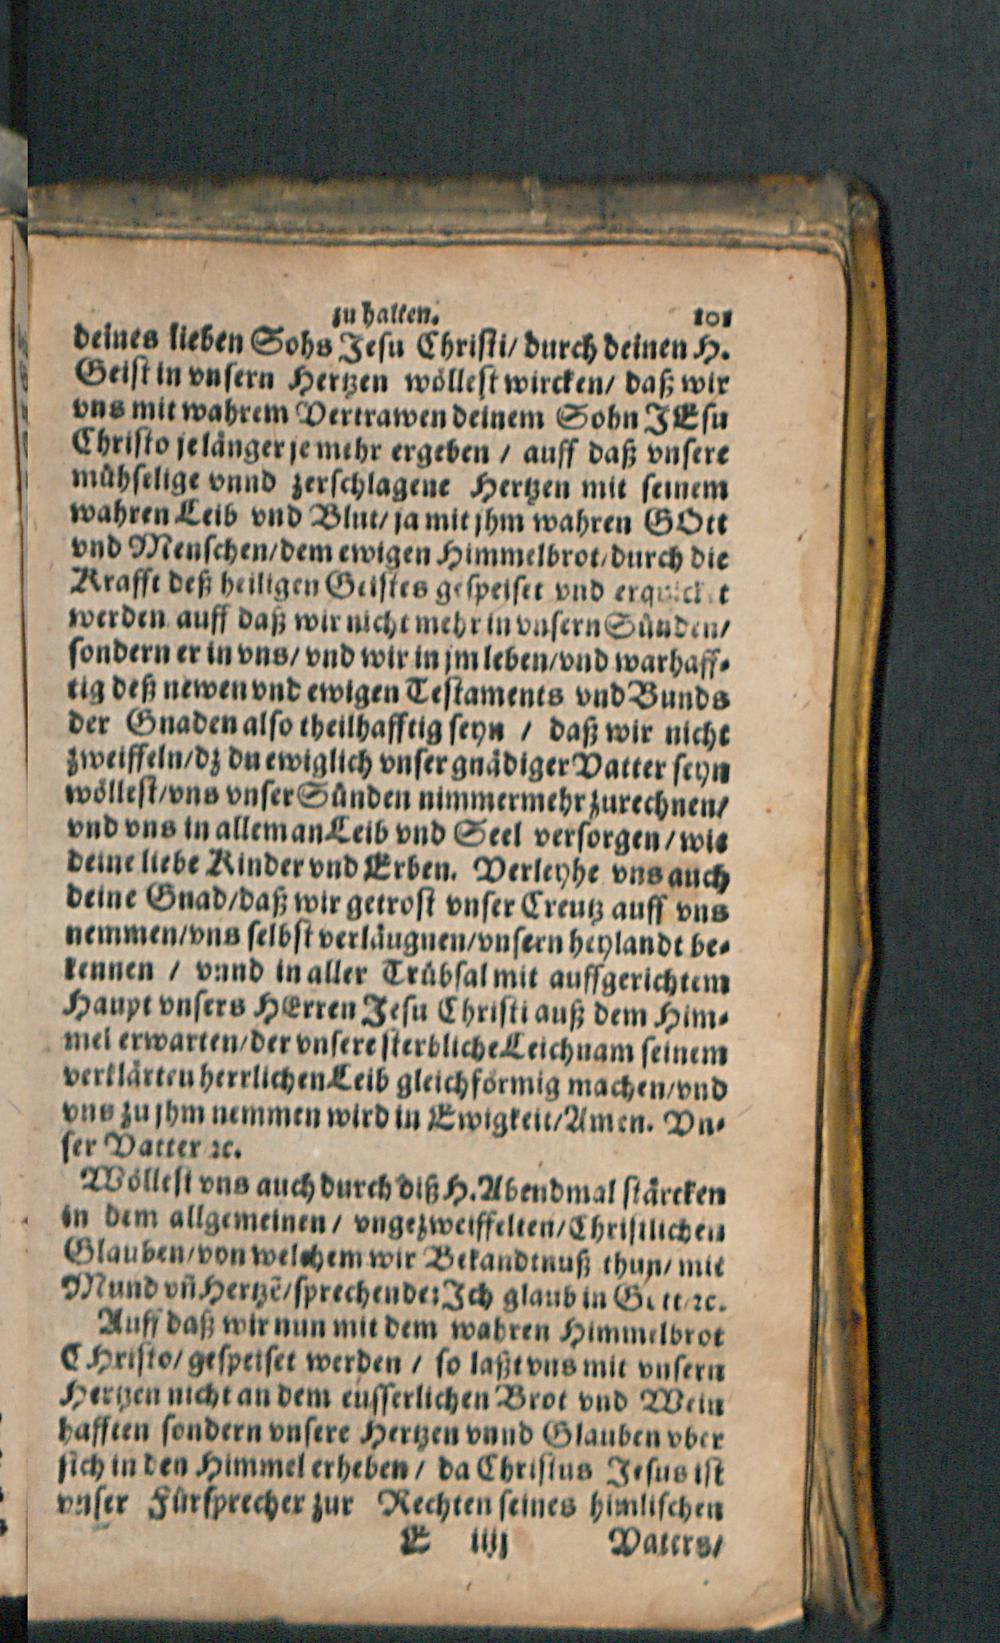 zu halten. 101
deines lieben Sohs Jesu Christi/ durch deinen H.
Geist in vnsern Hertzen wöllest wircken/ daß wir
vns mit wahrem Vertrawen deinem Sohn JEsu
Christo je länger je mehr ergeben / auff daß vnsere
mühselige vnnd zerschlagene Hertzen mit seinem
wahren Leib vnd Blut/ ja mit jhm wahren GOtt
vnd Menschen/ dem ewigen Himmelbrot/ durch die
Krafft deß heiligen Geistes gespeiset vnd erquicket
werden auff daß wir nicht mehr in vnsern Sünden/
sondern er in vns/ vnd wir in jm leben/ vnd warhaff-
tig deß newen vnd ewigen Testaments vnd Bunds
der Gnaden also theilhafftig seyn / daß wir nicht
zweiffeln/ dz du ewiglich vnser gnädiger Vatter seyn
wöllest/ vns vnser Sünden nimmermehr zurechnen/
vnd vns in allem an Leib vnd Seel versorgen/ wie
deine liebe Kinder vnd Erben. Verleyhe vns auch
deine Gnad/ daß wir getrost vnser Creutz auff vns
nemmen/ vns selbst verläugnen/ vnsern heylandt be-
kennen / vnnd in aller Trübsal mit auffgerichtem
Haupt vnsers HErren Jesu Christi auß dem Him-
mel erwarten/ der vnsere sterbliche Leichnam seinem
verklärten herrlichen Leib gleichförmig machen/ vnd
vns zu jhm nemmen wird in Ewigkeit/ Amen. Vn-
ser Vatter ꝛc.
Wöllest vns auch durch diß H. Abendmal stärcken
in dem allgemeinen/ vngezweiffelten/ Christlichen
Glauben/ von welchem wir Bekandtnuß thun/ mit
Mund vñ Hertzẽ/ sprechende: Jch glaub in Gott/ ꝛc.
Auff daß wir nun mit dem wahren Himmelbrot
CHristo/ gespeiset werden / so laßt vns mit vnsern
Hertzen nicht an dem eusserlichen Brot vnd Wein
hafften sondern vnsere Hertzen vnnd Glauben vber
sich in den Himmel erheben/ da Christus Jesus ist
vnser Fürsprecher zur Rechten seines himlischen
E iiij Vatters/